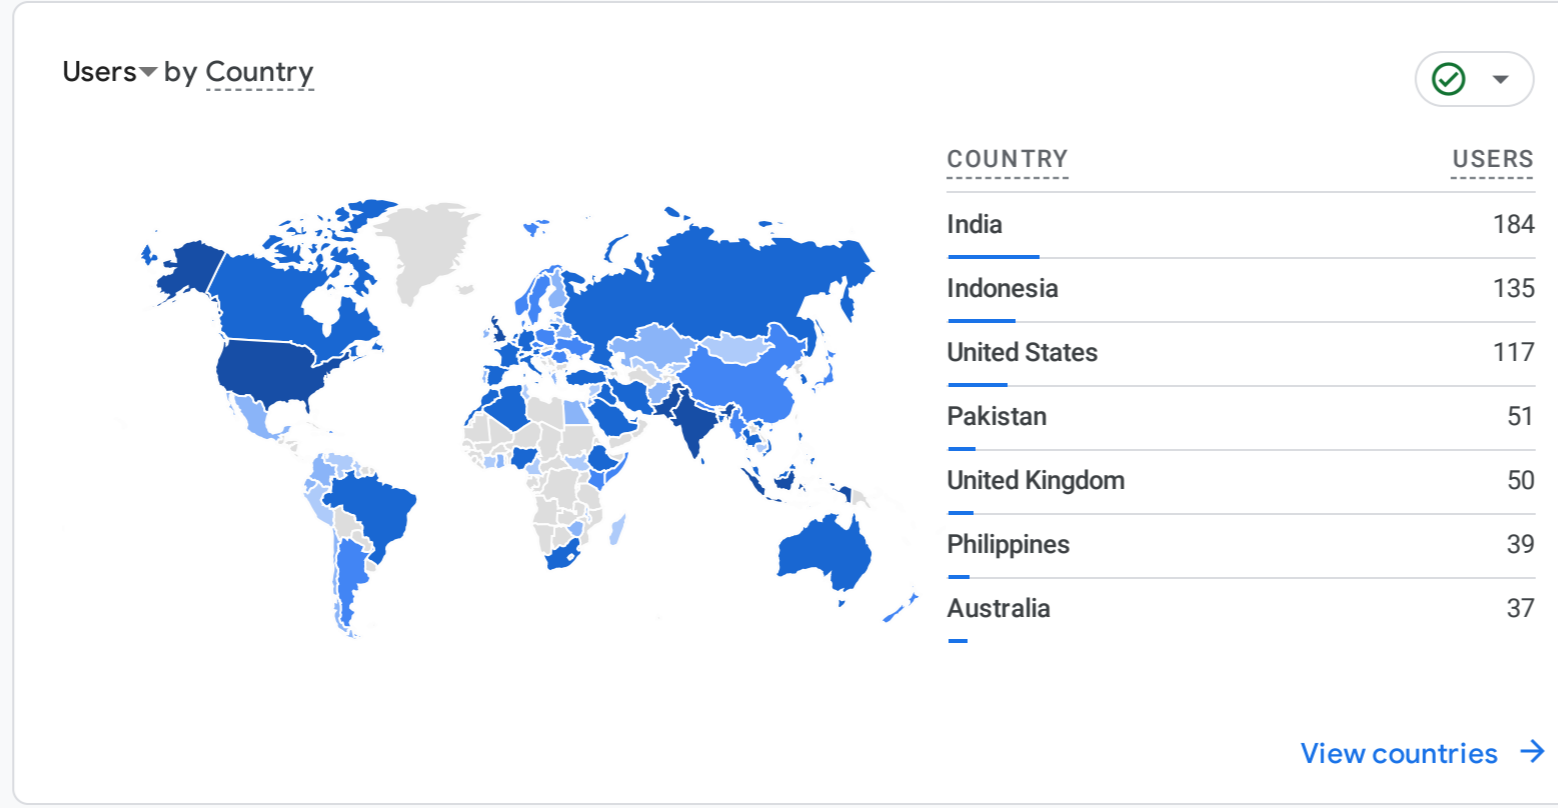 Users by Country
COUNTRY USERS
India 184
Indonesia 135
United States 117
Pakistan 51
United Kingdom 50
Philippines 39
Australia 37
View countries